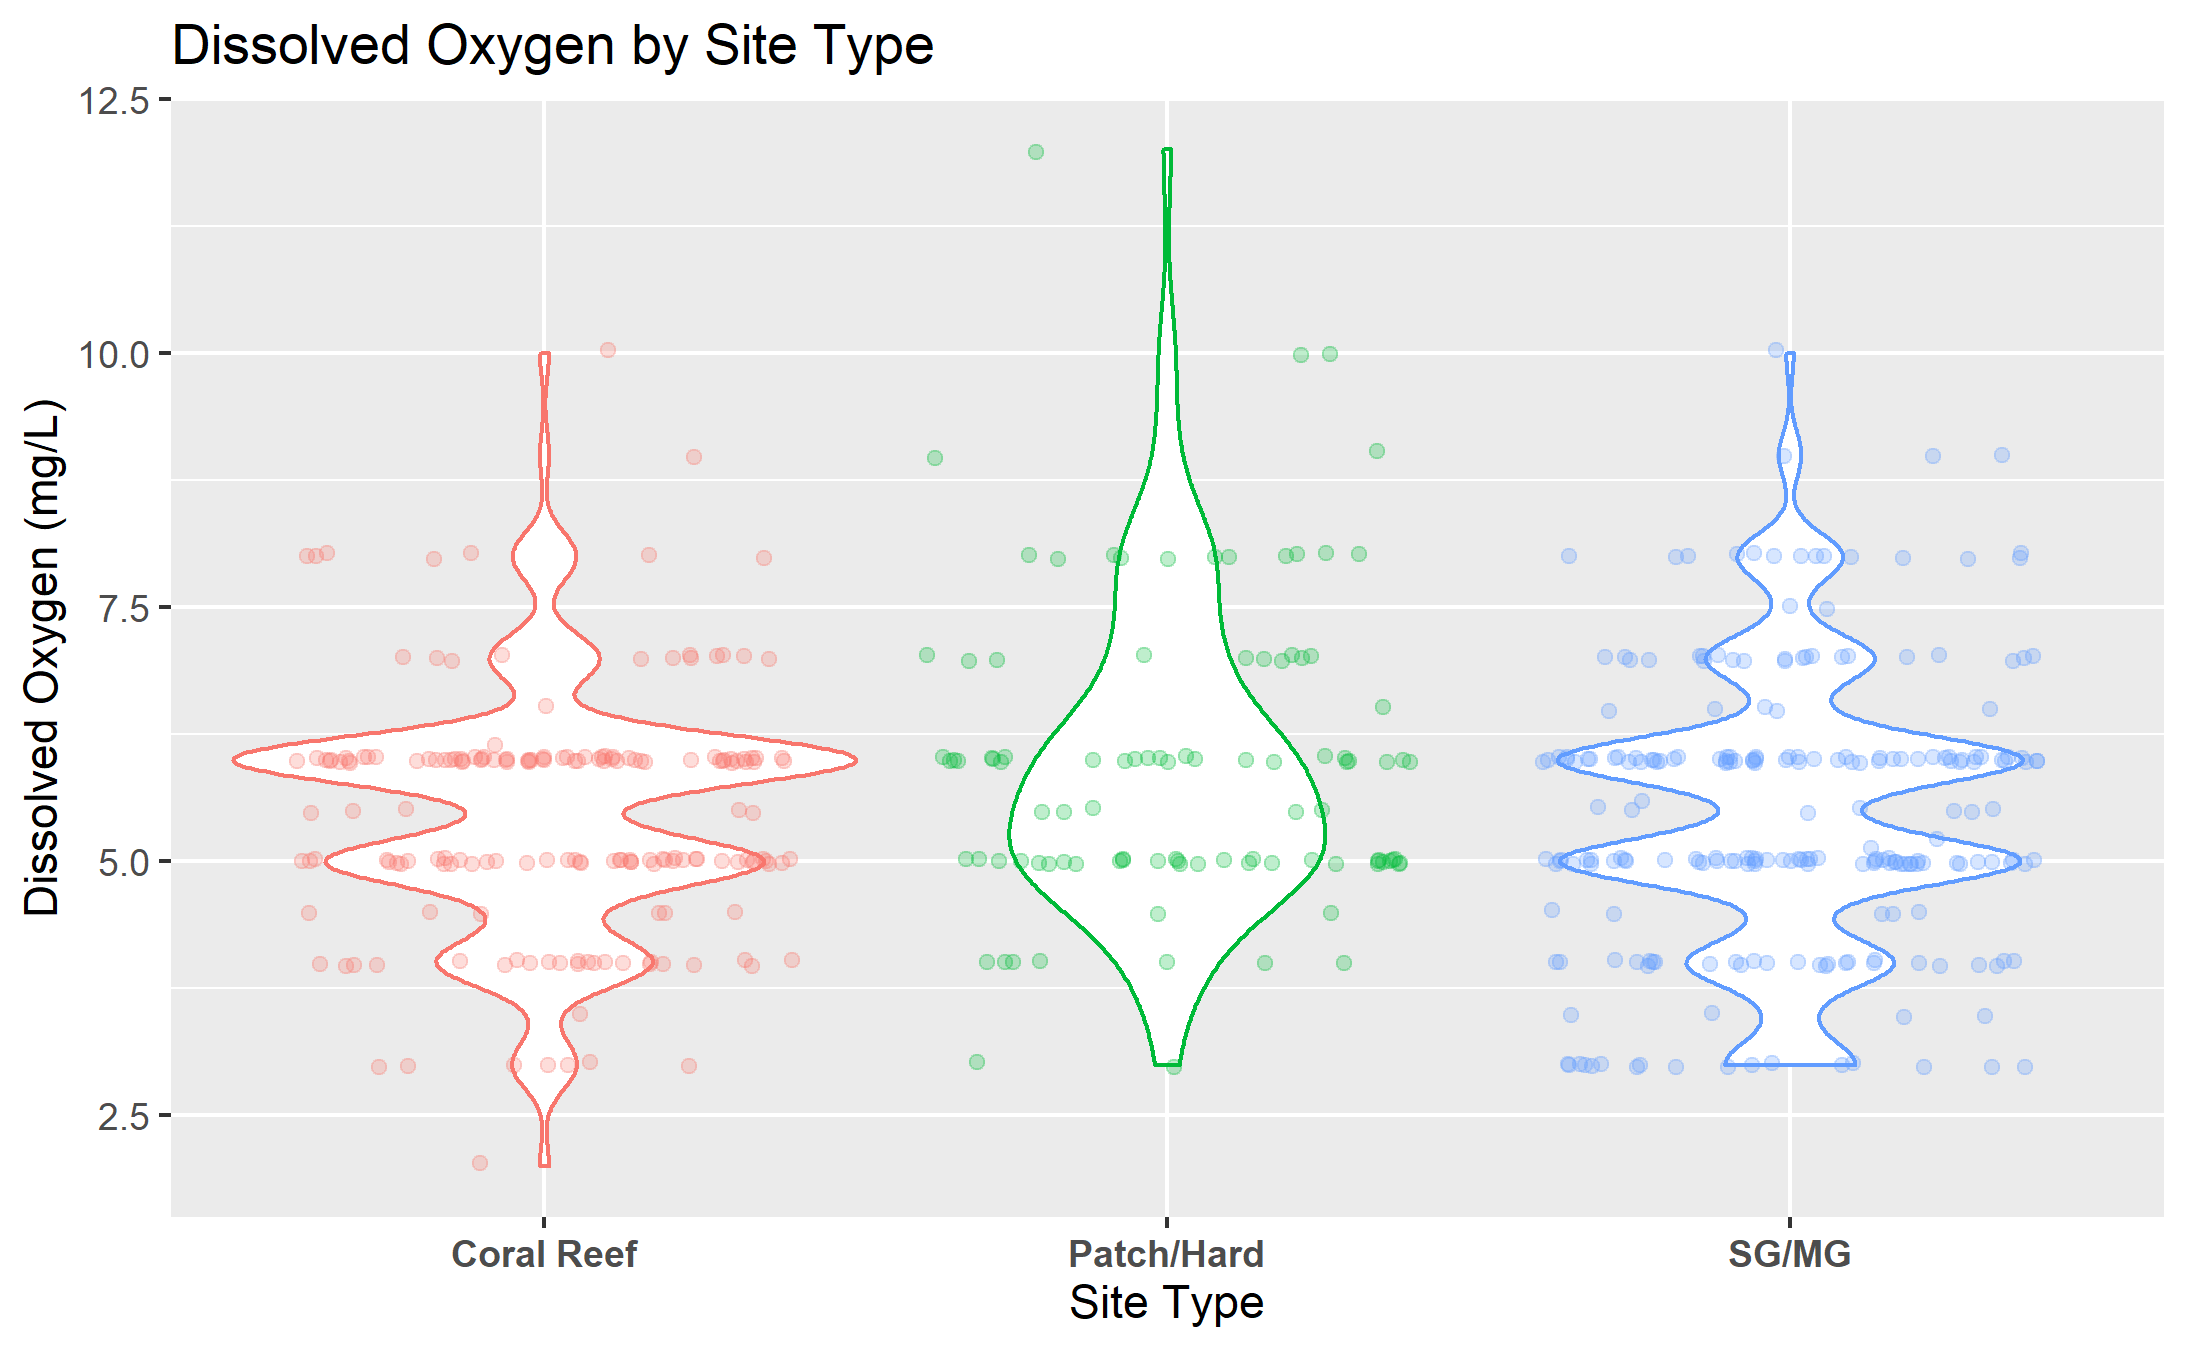 Dissolved Oxygen by Site Type
Dissolved Oxygen (mg/L)
12.5
10.0
7.5
5.0
2.5
Coral Reef
Patch/Hard
SG/MG
Site Type